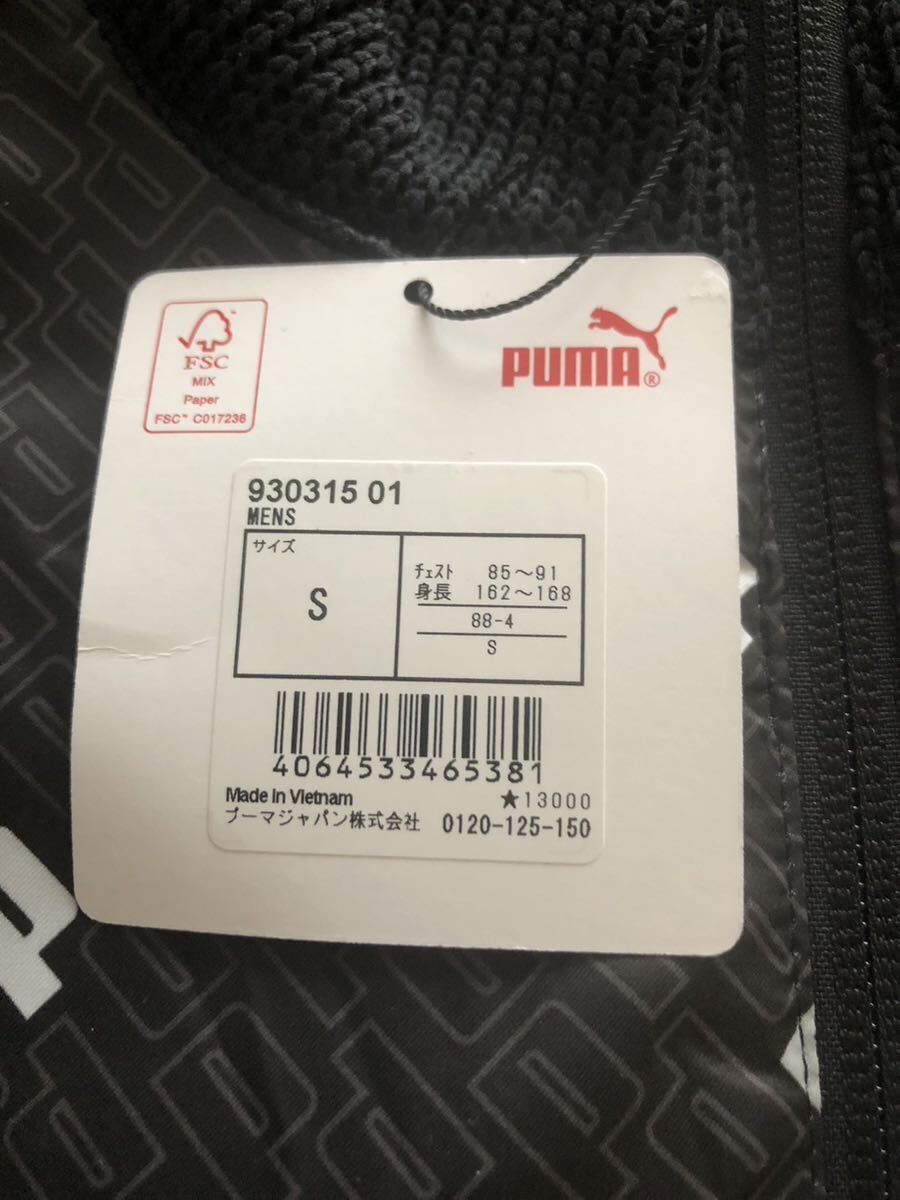 FSC
MIX
Paper
FSC™ C017236
PUMA®
930315 01
MENS
サイズ
S
チェスト 85～91
身長 162～168
88-4
S
4064533465381
Made in Vietnam ★13000
プーマジャパン株式会社 0120-125-150